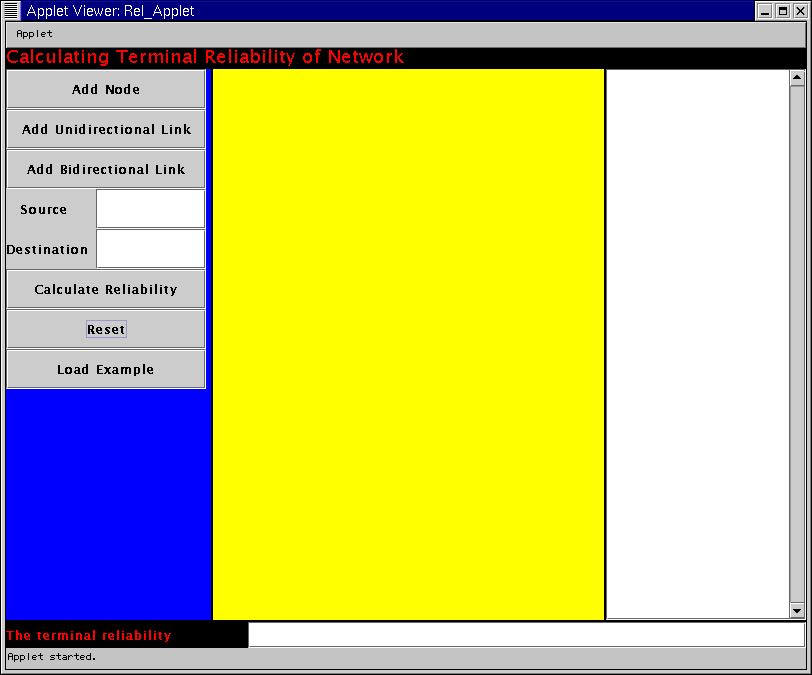 Applet Viewer: Rel_Applet
Applet
Calculating Terminal Reliability of Network
Add Node
Add Unidirectional Link
Add Bidirectional Link
Source
Destination
Calculate Reliability
Reset
Load Example
The terminal reliability
Applet started.